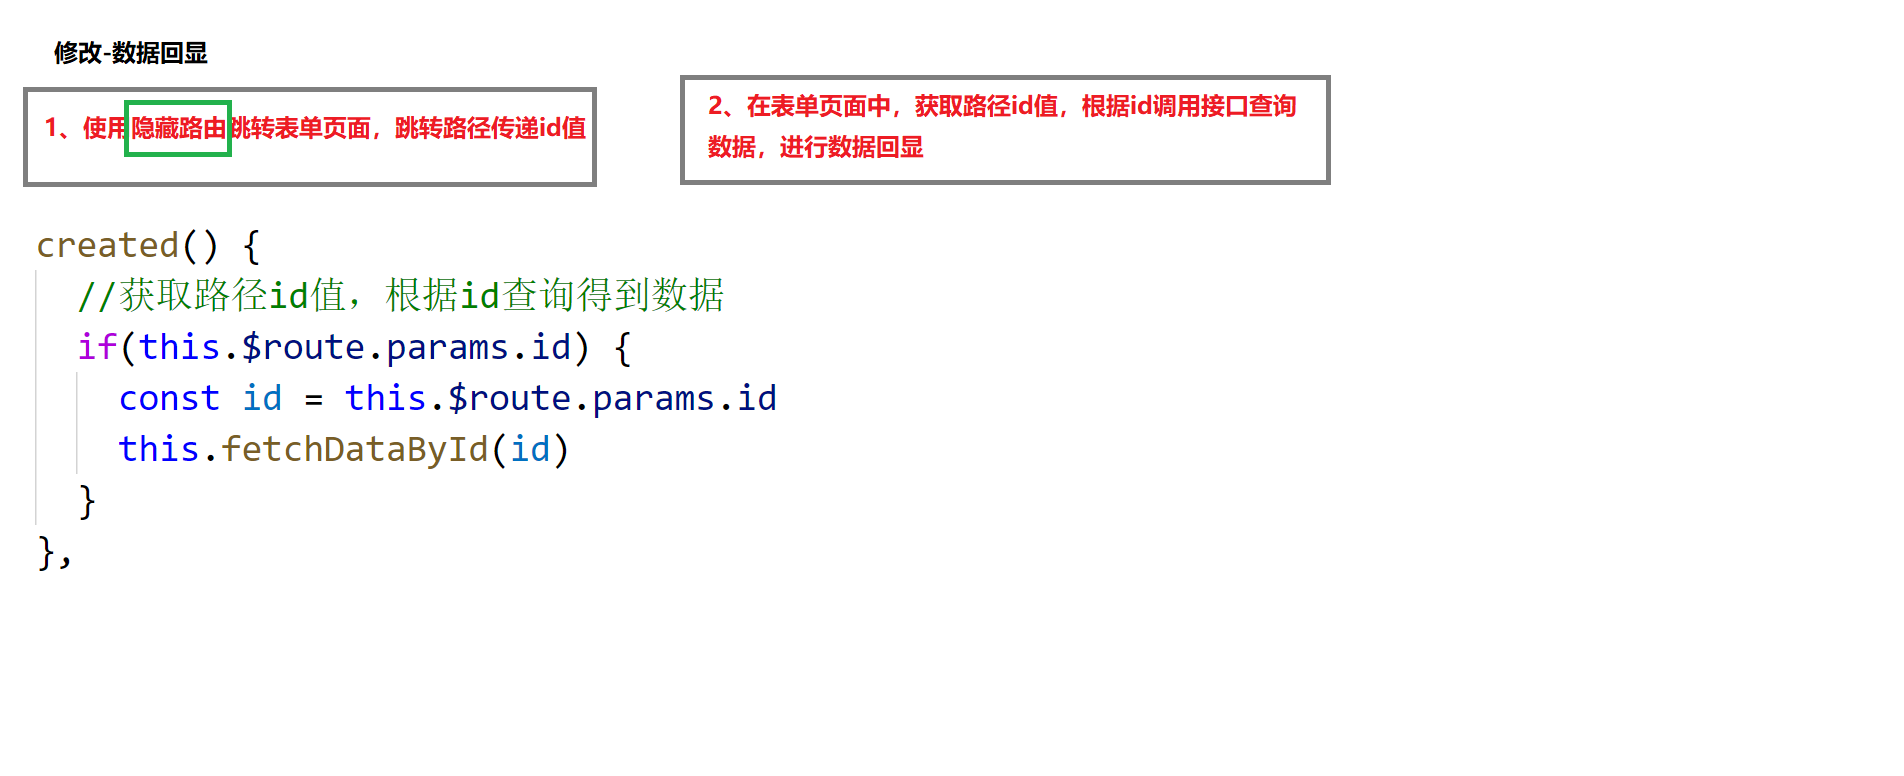 修改-数据回显
1、使用隐藏路由跳转表单页面，跳转路径传递id值
2、在表单页面中，获取路径id值，根据id调用接口查询
数据，进行数据回显
created() {
  //获取路径id值，根据id查询得到数据
  if(this.$route.params.id) {
    const id = this.$route.params.id
    this.fetchDataById(id)
  }
},